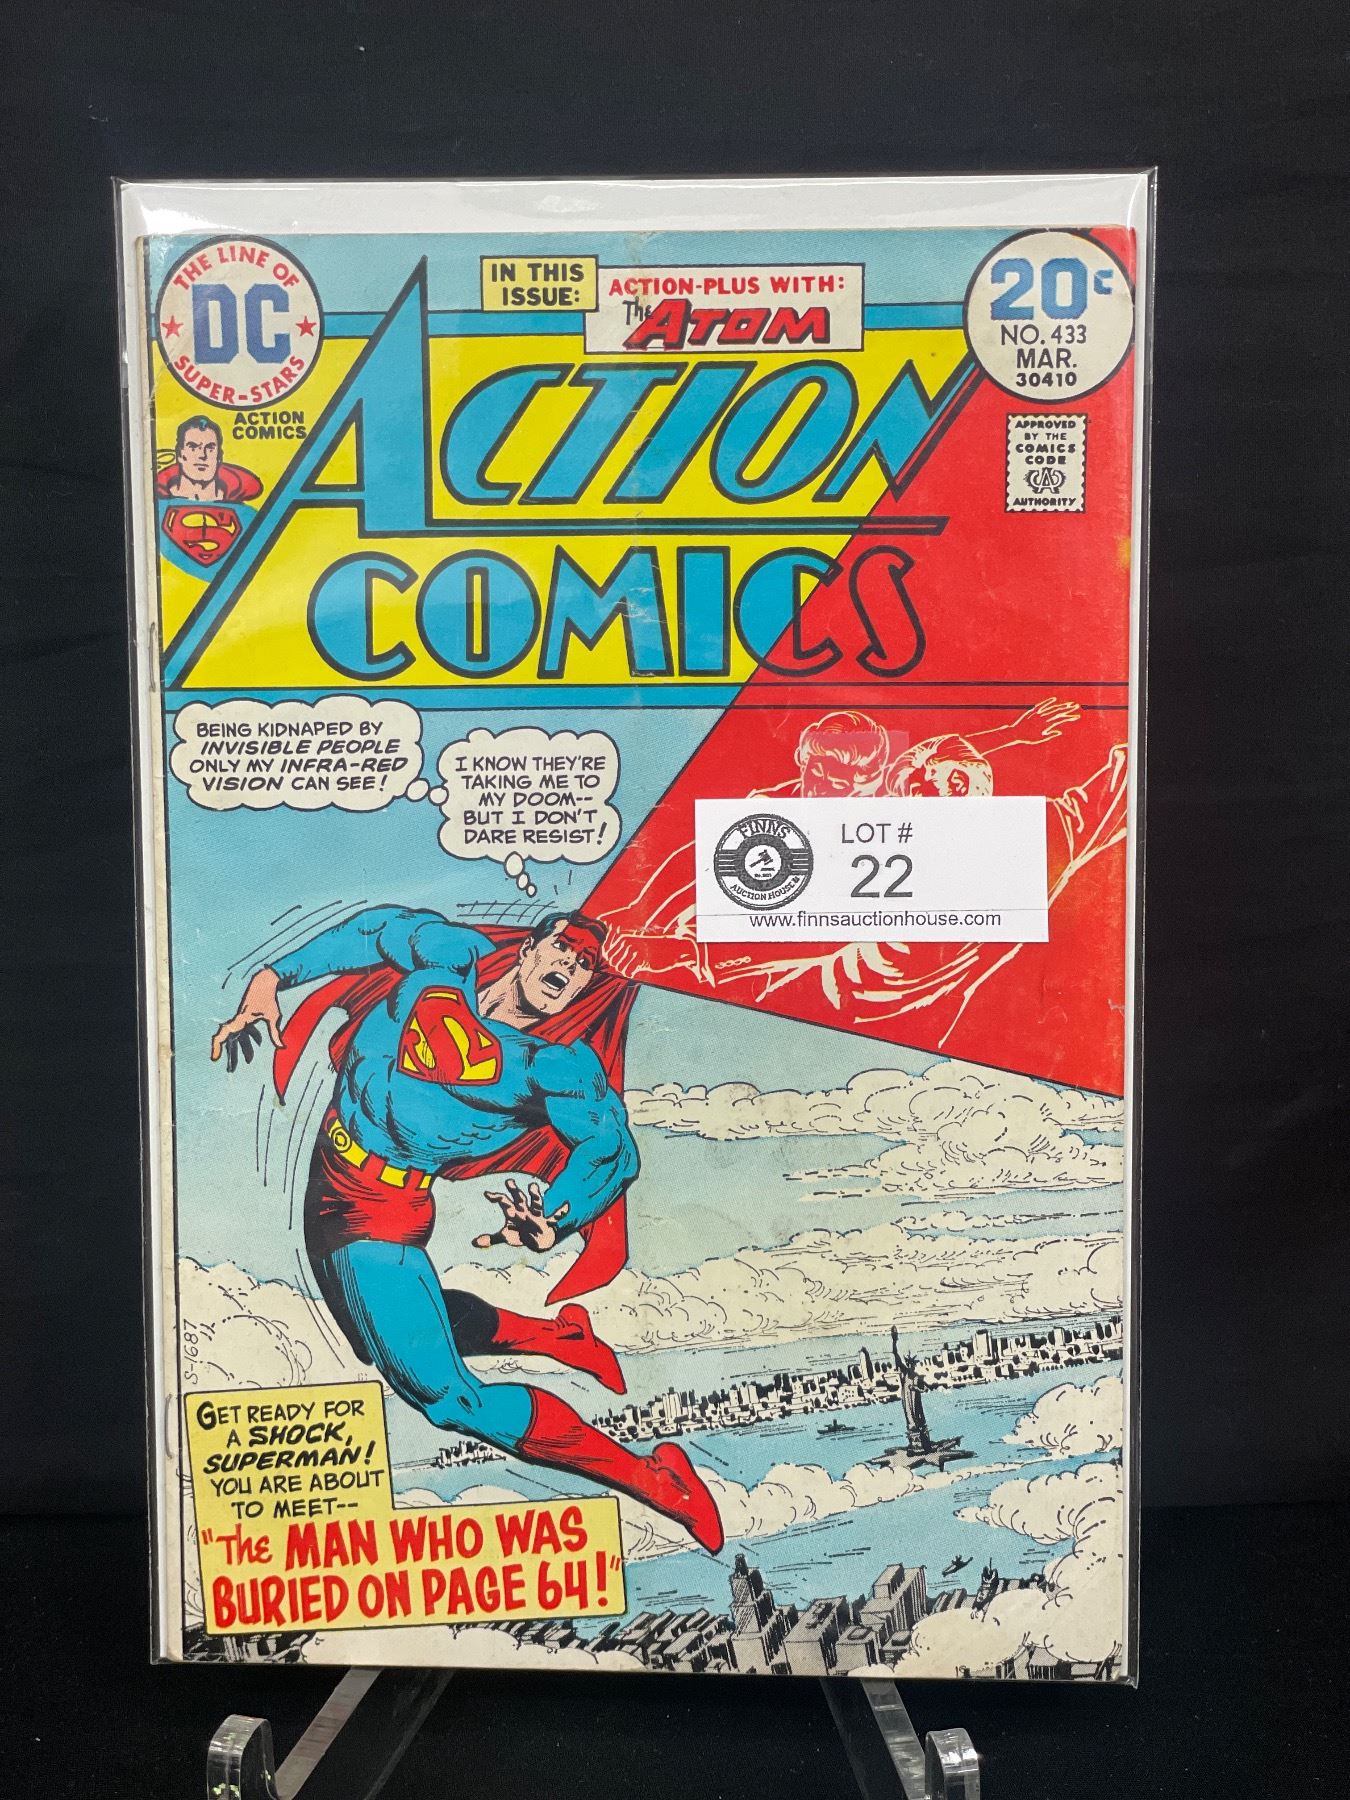 THE LINE OF
DC
SUPER-STARS
ACTION
COMICS
IN THIS
ISSUE:
ACTION-PLUS WITH:
The ATOM
20¢
NO. 433
MAR.
30410
APPROVED
BY THE
COMICS
CODE
CA
AUTHORITY
ACTION
COMICS
BEING KIDNAPED BY
INVISIBLE PEOPLE
ONLY MY INFRA-RED
VISION CAN SEE!
I KNOW THEY'RE
TAKING ME TO
MY DOOM--
BUT I DON'T
DARE RESIST!
FINNS
AUCTION HOUSE
LOT #
22
www.finnsauctionhouse.com
S-1687
GET READY FOR
A SHOCK,
SUPERMAN!
YOU ARE ABOUT
TO MEET--
"The MAN WHO WAS
BURIED ON PAGE 64!"